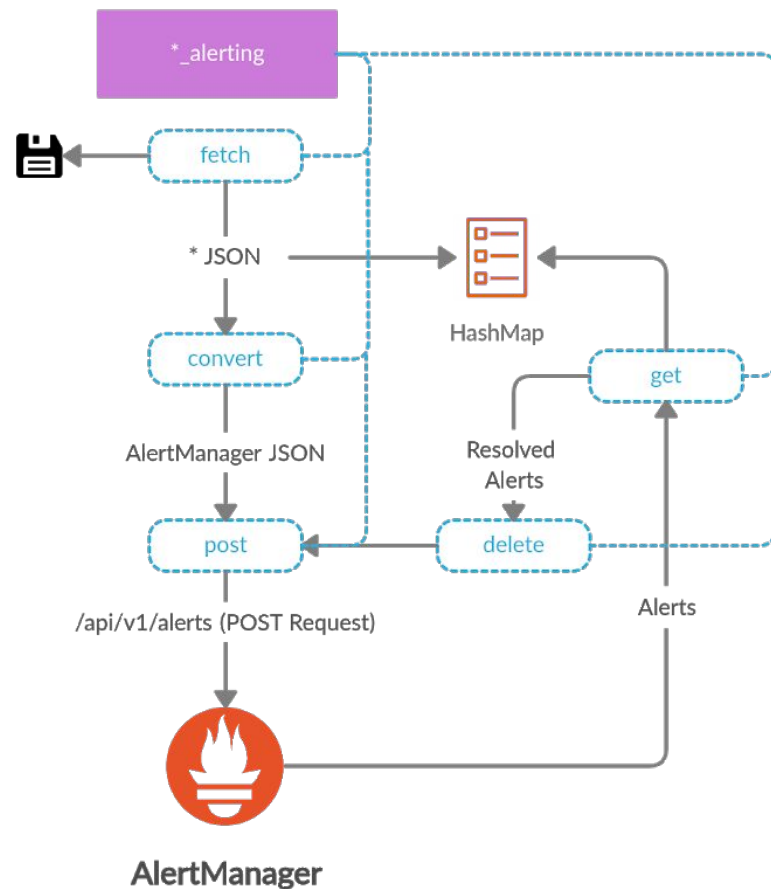 *_alerting
fetch
* JSON
HashMap
convert
get
AlertManager JSON
Resolved
Alerts
post
delete
/api/v1/alerts (POST Request)
Alerts
AlertManager